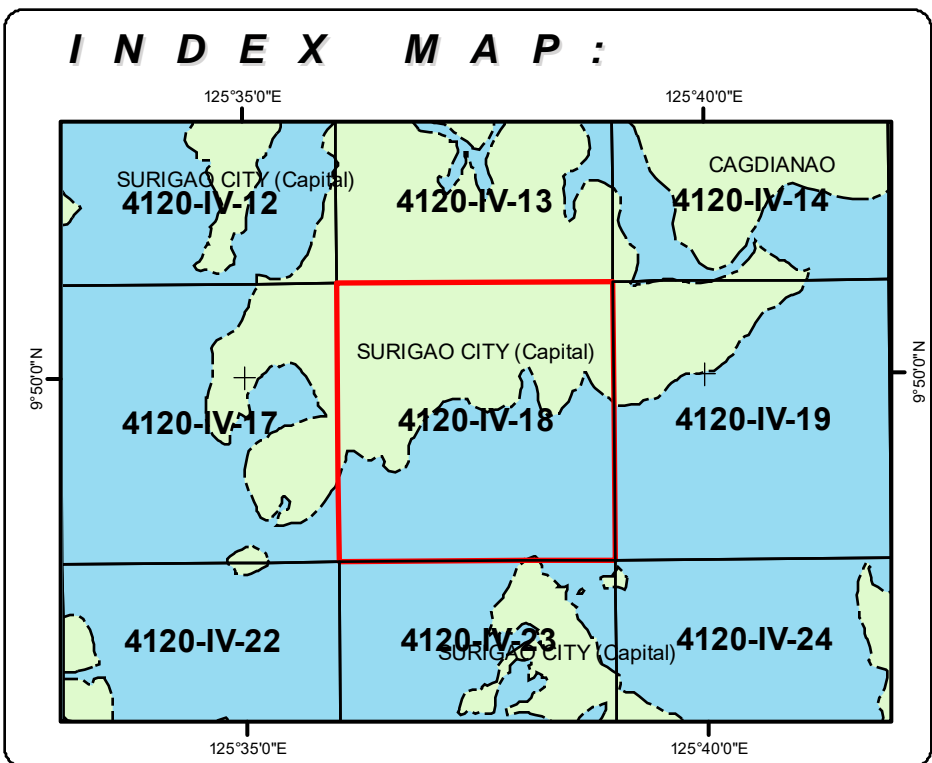 INDEX MAP:
125°35'0"E 125°40'0"E
SURIGAO CITY (Capital) CAGDIANAO
4120-IV-12 4120-IV-13 4120-IV-14
SURIGAO CITY (Capital)
9°50'0"N 9°50'0"N
4120-IV-17 4120-IV-18 4120-IV-19
4120-IV-22 4120-IV-23 4120-IV-24
SURIGAO CITY (Capital)
125°35'0"E 125°40'0"E